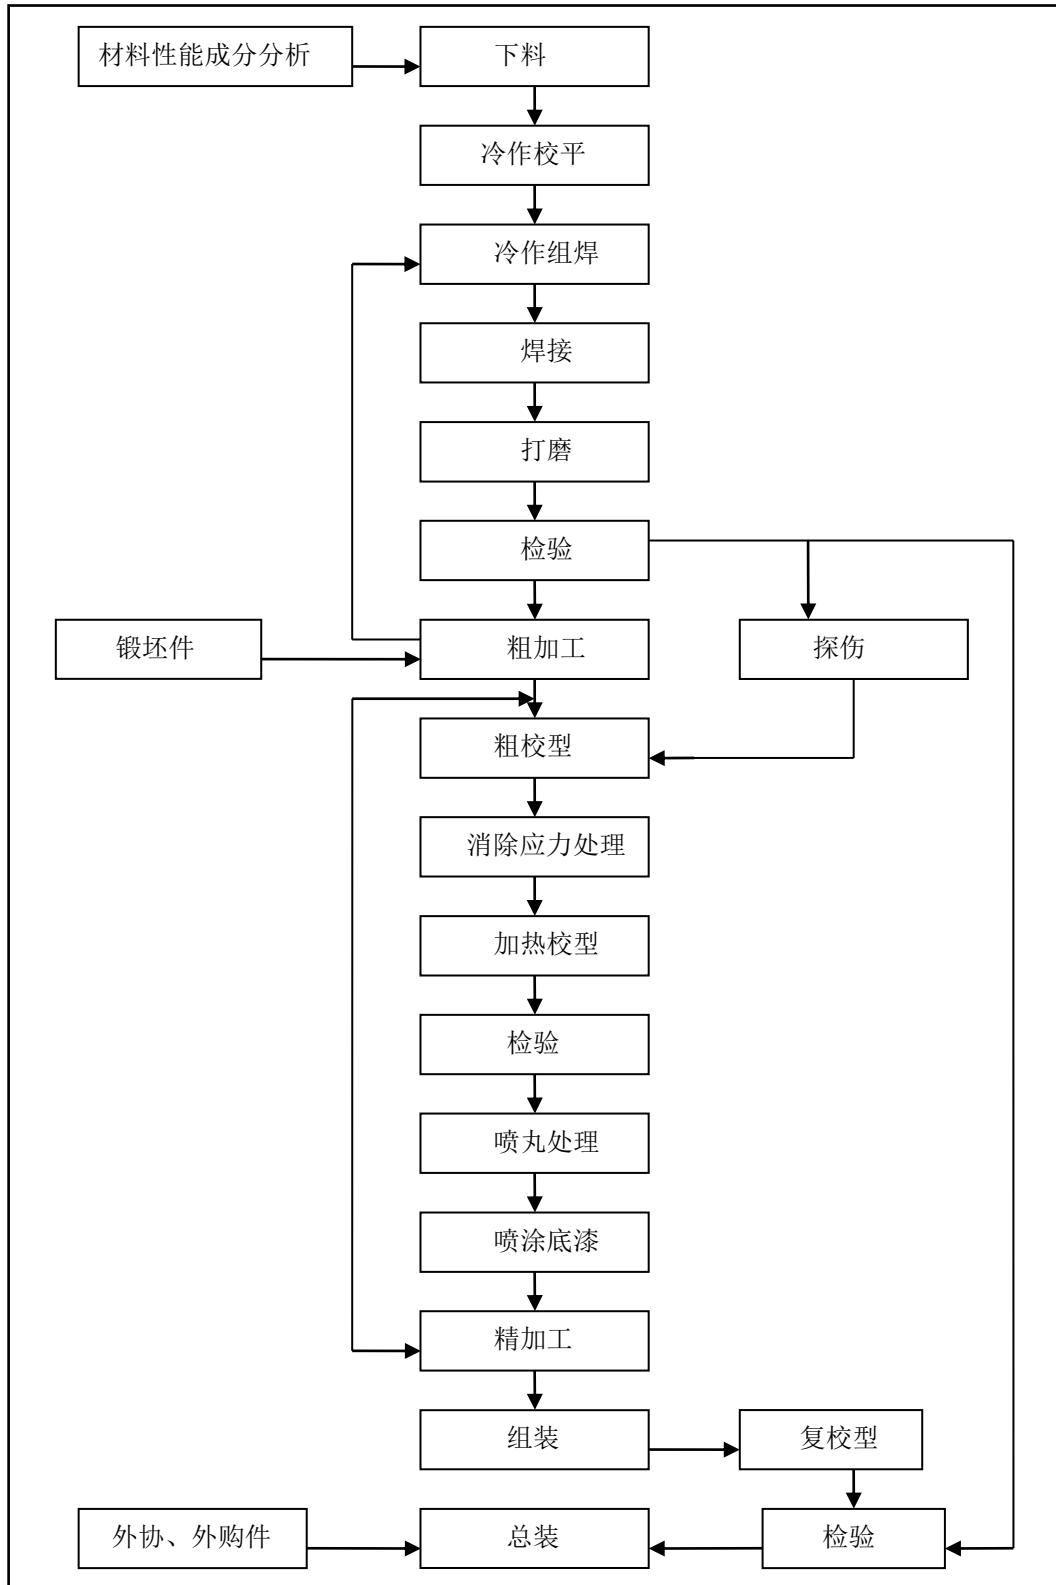 材料性能成分分析
下料
冷作校平
冷作组焊
焊接
打磨
检验
锻坯件
粗加工
探伤
粗校型
消除应力处理
加热校型
检验
喷丸处理
喷涂底漆
精加工
组装
复校型
外协、外购件
总装
检验